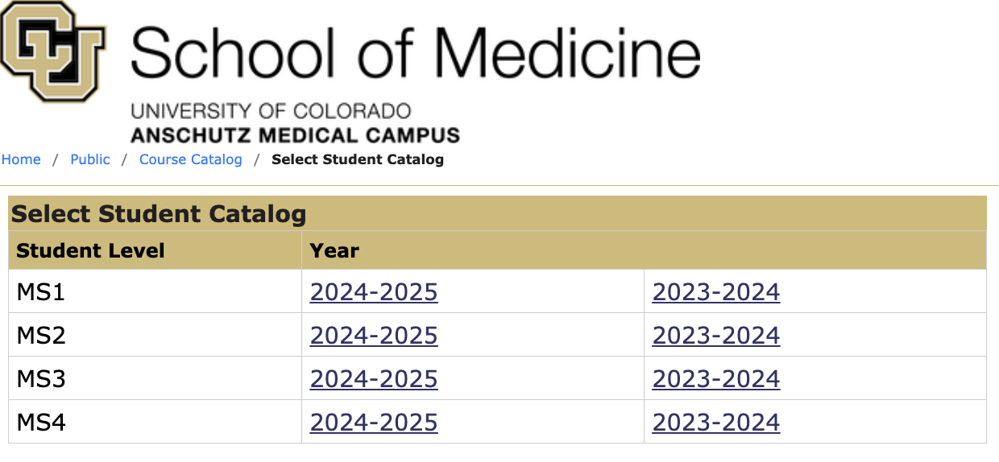 CU
School of Medicine
UNIVERSITY OF COLORADO
ANSCHUTZ MEDICAL CAMPUS
Home / Public / Course Catalog / Select Student Catalog
Select Student Catalog
Student Level Year
MS1 2024-2025 2023-2024
MS2 2024-2025 2023-2024
MS3 2024-2025 2023-2024
MS4 2024-2025 2023-2024